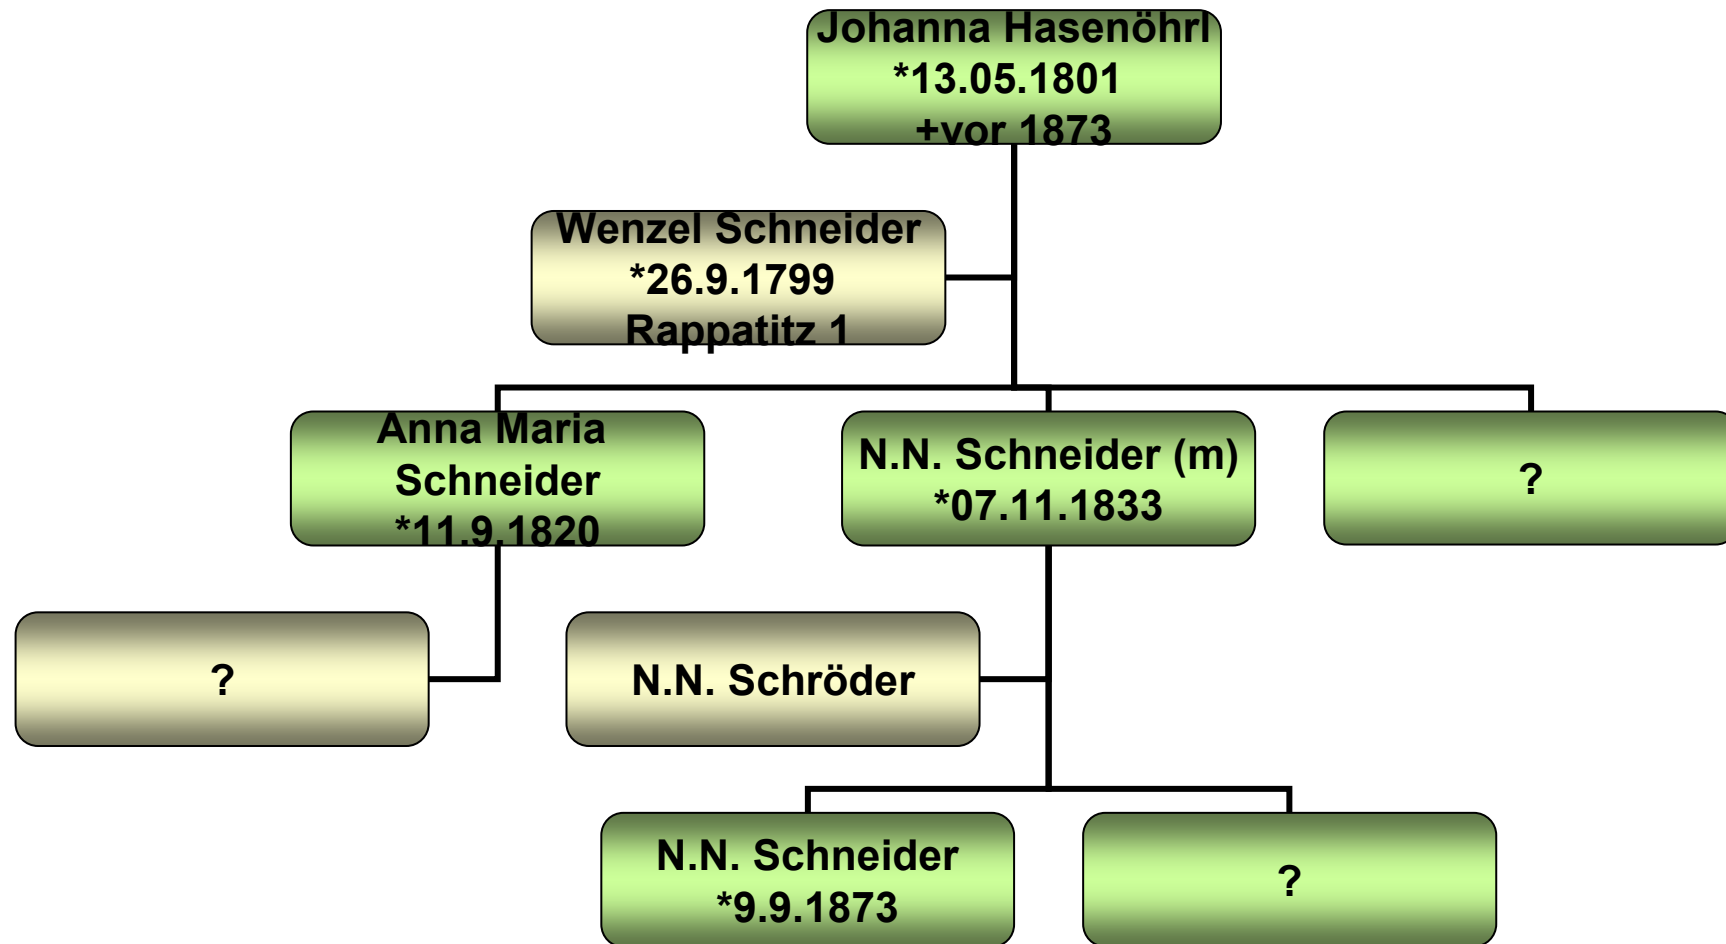 Johanna Hasenöhrl
*13.05.1801
+vor 1873
Wenzel Schneider
*26.9.1799
Rappatitz 1
Anna Maria
Schneider
*11.9.1820
N.N. Schneider (m)
*07.11.1833
?
?
N.N. Schröder
N.N. Schneider
*9.9.1873
?